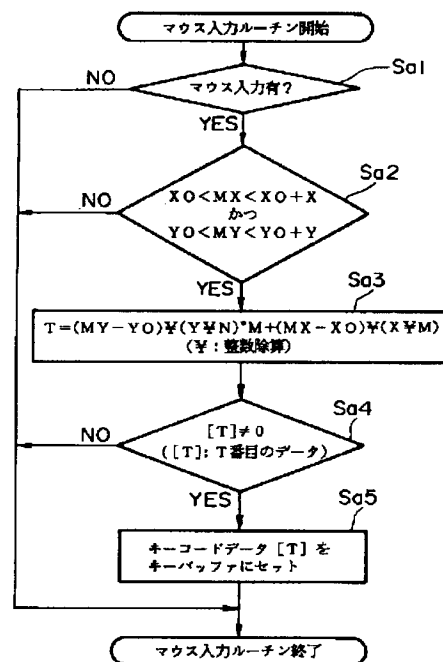 マウス入力ルーチン開始
Sa1
NO
マウス入力有?
YES
Sa2
NO
XO<MX<XO+X
かつ
YO<MY<YO+Y
YES
Sa3
T=(MY-YO)¥(Y¥N)*M+(MX-XO)¥(X¥M)
(¥:整数除算)
Sa4
NO
[T]≠0
([T];T番目のデータ)
YES
Sa5
キーコードデータ[T]を
キーバッファにセット
マウス入力ルーチン終了